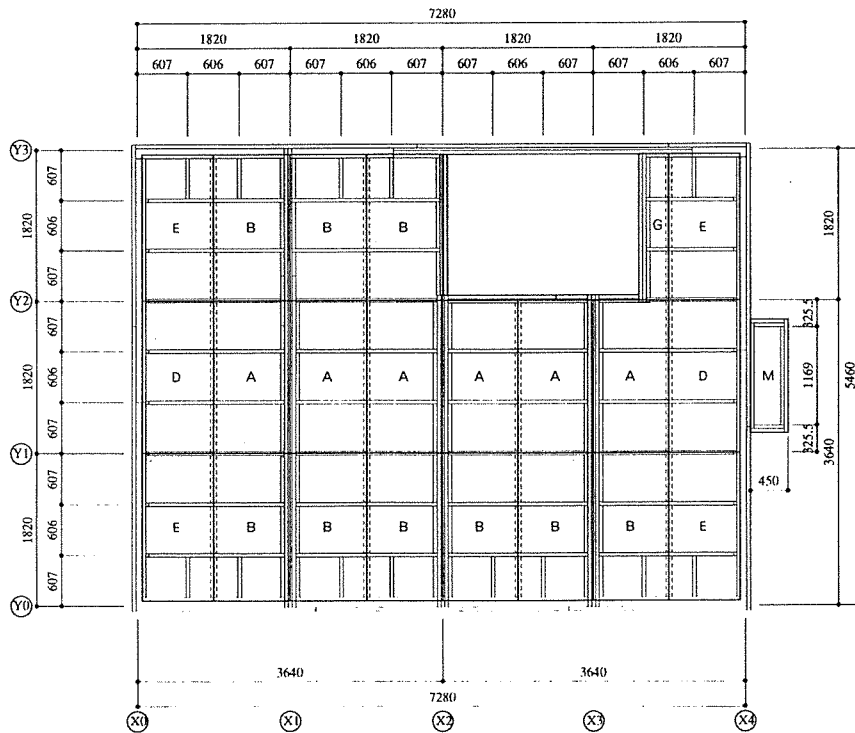 7280
1820 1820 1820 1820
607 606 607 607 606 607 607 606 607 607 606 607
Y3
607
1820 606 E B B B G E 1820
607
Y2
607 325.5
1820 606 D A A A A A A D M 1169 5460
607 325.5
Y1 3640
607 450
1820 606 E B B B B B B E
607
Y0
3640 3640
7280
X0 X1 X2 X3 X4